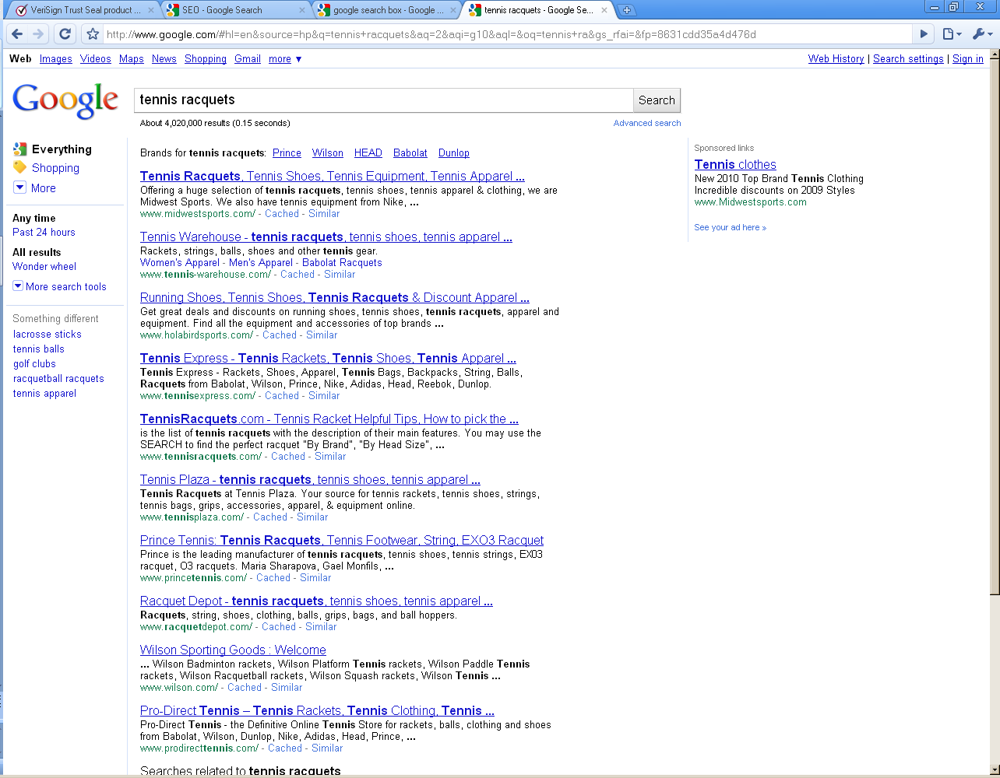 VeriSign Trust Seal product ...
SEO - Google Search
google search box - Google ...
tennis racquets - Google Se...
http://www.google.com/#hl=en&source=hp&q=tennis+racquets&aq=2&aqi=g10&aql=&oq=tennis+ra&gs_rfai=&fp=8631cdd35a4d476d
Web Images Videos Maps News Shopping Gmail more ▼
Web History | Search settings | Sign in
Google
tennis racquets
Search
About 4,020,000 results (0.15 seconds)
Advanced search
Everything
Shopping
More
Any time
Past 24 hours
All results
Wonder wheel
More search tools
Something different
lacrosse sticks
tennis balls
golf clubs
racquetball racquets
tennis apparel
Brands for tennis racquets: Prince Wilson HEAD Babolat Dunlop
Tennis Racquets, Tennis Shoes, Tennis Equipment, Tennis Apparel ...
Offering a huge selection of tennis racquets, tennis shoes, tennis apparel & clothing, we are
Midwest Sports. We also have tennis equipment from Nike, ...
www.midwestsports.com/ - Cached - Similar
Tennis Warehouse - tennis racquets, tennis shoes, tennis apparel ...
Rackets, strings, balls, shoes and other tennis gear.
Women's Apparel - Men's Apparel - Babolat Racquets
www.tennis-warehouse.com/ - Cached - Similar
Running Shoes, Tennis Shoes, Tennis Racquets & Discount Apparel ...
Get great deals and discounts on running shoes, tennis shoes, tennis racquets, apparel and
equipment. Find all the equipment and accessories of top brands ...
www.holabirdsports.com/ - Cached - Similar
Tennis Express - Tennis Rackets, Tennis Shoes, Tennis Apparel ...
Tennis Express - Rackets, Shoes, Apparel, Tennis Bags, Backpacks, String, Balls,
Racquets from Babolat, Wilson, Prince, Nike, Adidas, Head, Reebok, Dunlop.
www.tennisexpress.com/ - Cached - Similar
TennisRacquets.com - Tennis Racket Helpful Tips, How to pick the ...
is the list of tennis racquets with the description of their main features. You may use the
SEARCH to find the perfect racquet "By Brand", "By Head Size", ...
www.tennisracquets.com/ - Cached - Similar
Tennis Plaza - tennis racquets, tennis shoes, tennis apparel ...
Tennis Racquets at Tennis Plaza. Your source for tennis rackets, tennis shoes, strings,
tennis bags, grips, accessories, apparel, & equipment online.
www.tennisplaza.com/ - Cached - Similar
Prince Tennis: Tennis Racquets, Tennis Footwear, String, EXO3 Racquet
Prince is the leading manufacturer of tennis racquets, tennis shoes, tennis strings, EX03
racquet, O3 racquets. Maria Sharapova, Gael Monfils, ...
www.princetennis.com/ - Cached - Similar
Racquet Depot - tennis racquets, tennis shoes, tennis apparel ...
Racquets, string, shoes, clothing, balls, grips, bags, and ball hoppers.
www.racquetdepot.com/ - Cached - Similar
Wilson Sporting Goods : Welcome
... Wilson Badminton rackets, Wilson Platform Tennis rackets, Wilson Paddle Tennis
rackets, Wilson Racquetball rackets, Wilson Squash rackets, Wilson Tennis ...
www.wilson.com/ - Cached - Similar
Pro-Direct Tennis – Tennis Rackets, Tennis Clothing, Tennis ...
Pro-Direct Tennis - the Definitive Online Tennis Store for rackets, balls, clothing and shoes
from Babolat, Wilson, Dunlop, Nike, Adidas, Head, Prince, ...
www.prodirecttennis.com/ - Cached - Similar
Searches related to tennis racquets
Sponsored links
Tennis clothes
New 2010 Top Brand Tennis Clothing
Incredible discounts on 2009 Styles
www.Midwestsports.com
See your ad here »